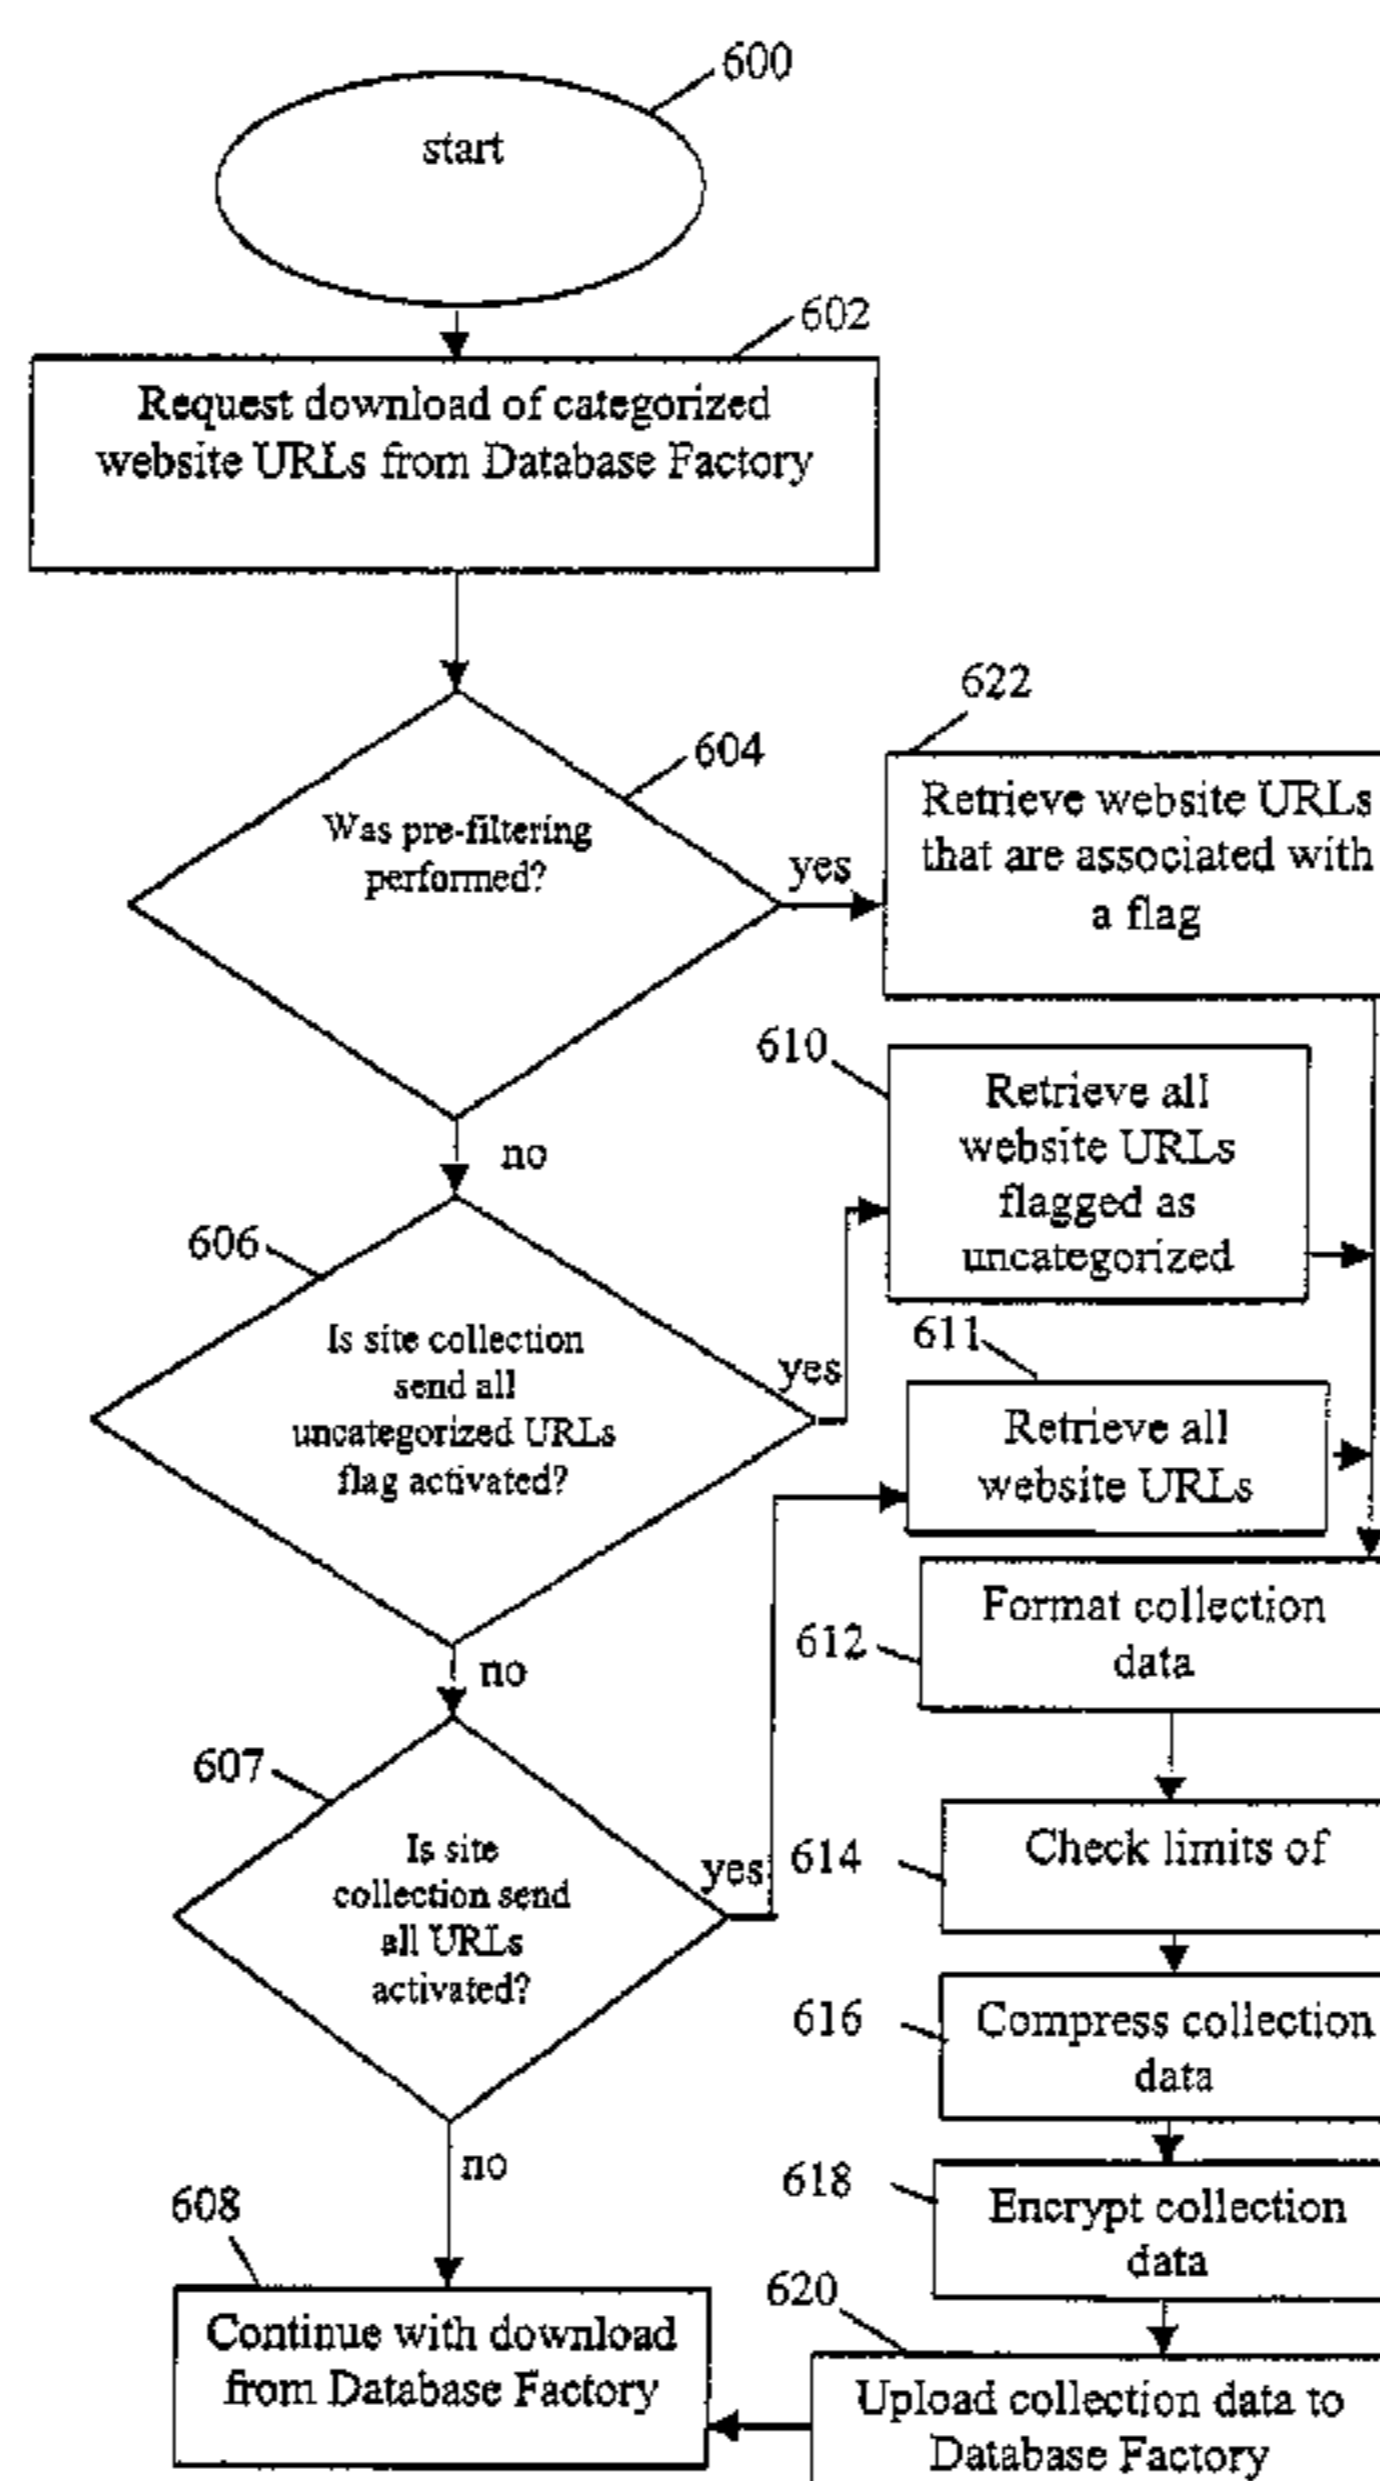 600
start
602
Request download of categorized
website URLs from Database Factory
622
604
Retrieve website URLs
that are associated with
a flag
Was pre-filtering
performed?
yes
610
Retrieve all
website URLs
flagged as
uncategorized
no
606
611
Is site collection
send all
uncategorized URLs
flag activated?
yes
Retrieve all
website URLs
Format collection
data
612
no
607
Is site
collection send
all URLs
activated?
yes
614
Check limits of
616
Compress collection
data
no
618
Encrypt collection
data
608
620
Continue with download
from Database Factory
Upload collection data to
Database Factory